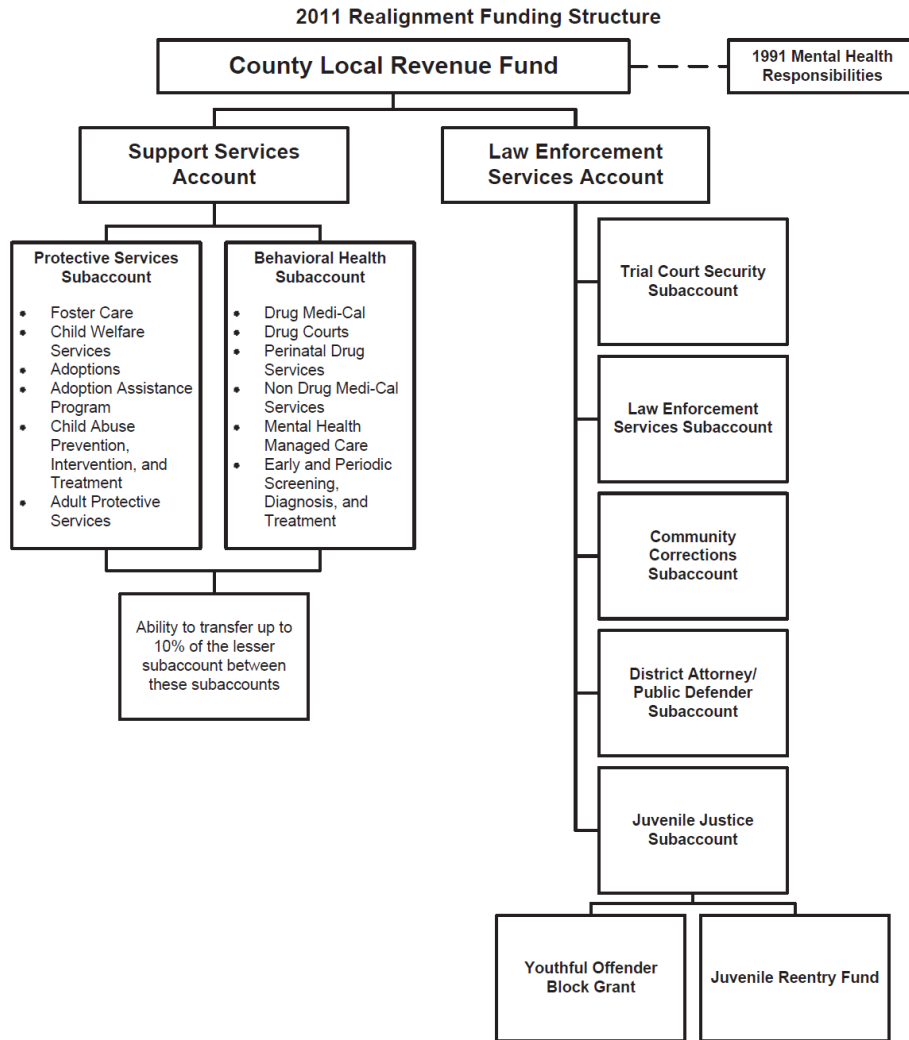 2011 Realignment Funding Structure
County Local Revenue Fund
1991 Mental Health
Responsibilities
Support Services
Account
Law Enforcement
Services Account
Protective Services
Subaccount
• Foster Care
• Child Welfare
Services
• Adoptions
• Adoption Assistance
Program
• Child Abuse
Prevention,
Intervention, and
Treatment
• Adult Protective
Services
Behavioral Health
Subaccount
• Drug Medi-Cal
• Drug Courts
• Perinatal Drug
Services
• Non Drug Medi-Cal
Services
• Mental Health
Managed Care
• Early and Periodic
Screening,
Diagnosis, and
Treatment
Ability to transfer up to
10% of the lesser
subaccount between
these subaccounts
Trial Court Security
Subaccount
Law Enforcement
Services Subaccount
Community
Corrections
Subaccount
District Attorney/
Public Defender
Subaccount
Juvenile Justice
Subaccount
Youthful Offender
Block Grant
Juvenile Reentry Fund